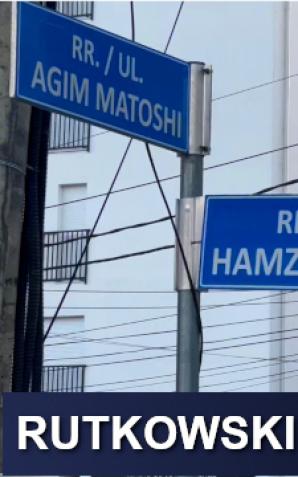 RR. / UL.
AGIM MATOSHI
HAMZ
RUTKOWSKI